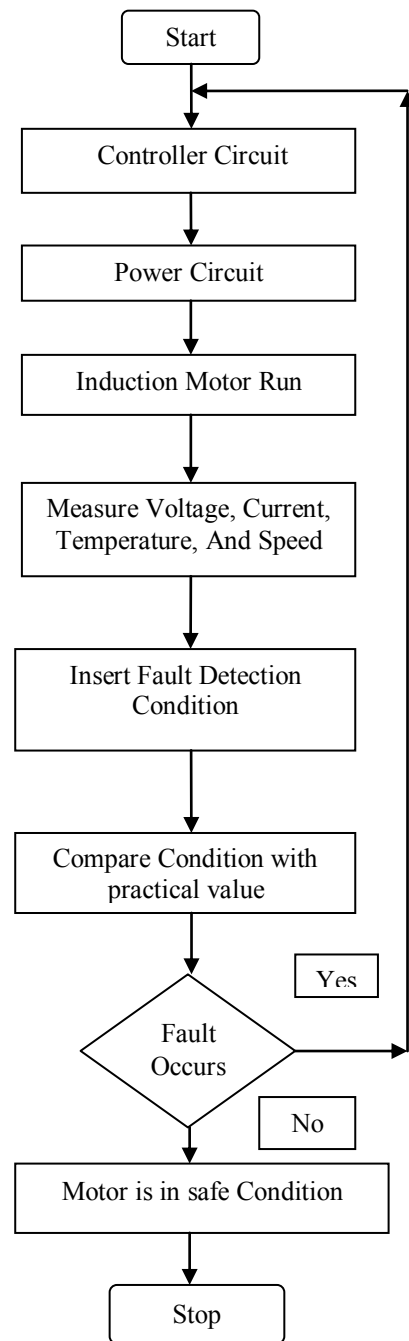 Start
Controller Circuit
Power Circuit
Induction Motor Run
Measure Voltage, Current,
Temperature, And Speed
Insert Fault Detection
Condition
Compare Condition with
practical value
Yes
Fault
Occurs
No
Motor is in safe Condition
Stop